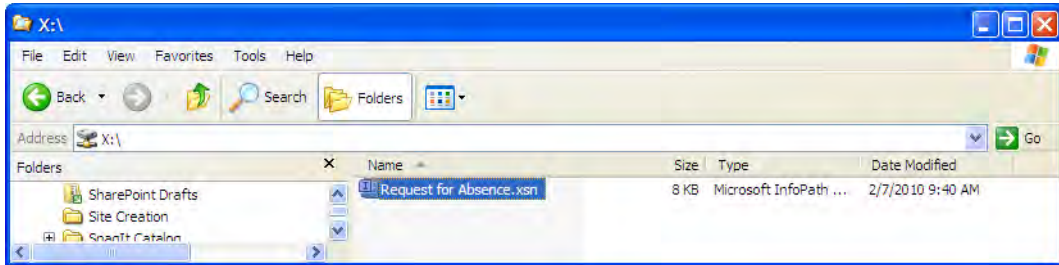 X:\
File Edit View Favorites Tools Help
Back Search Folders
Address X:\ Go
Folders × Name Size Type Date Modified
SharePoint Drafts Request for Absence.xsn 8 KB Microsoft InfoPath ... 2/7/2010 9:40 AM
Site Creation
SnagIt Catalog